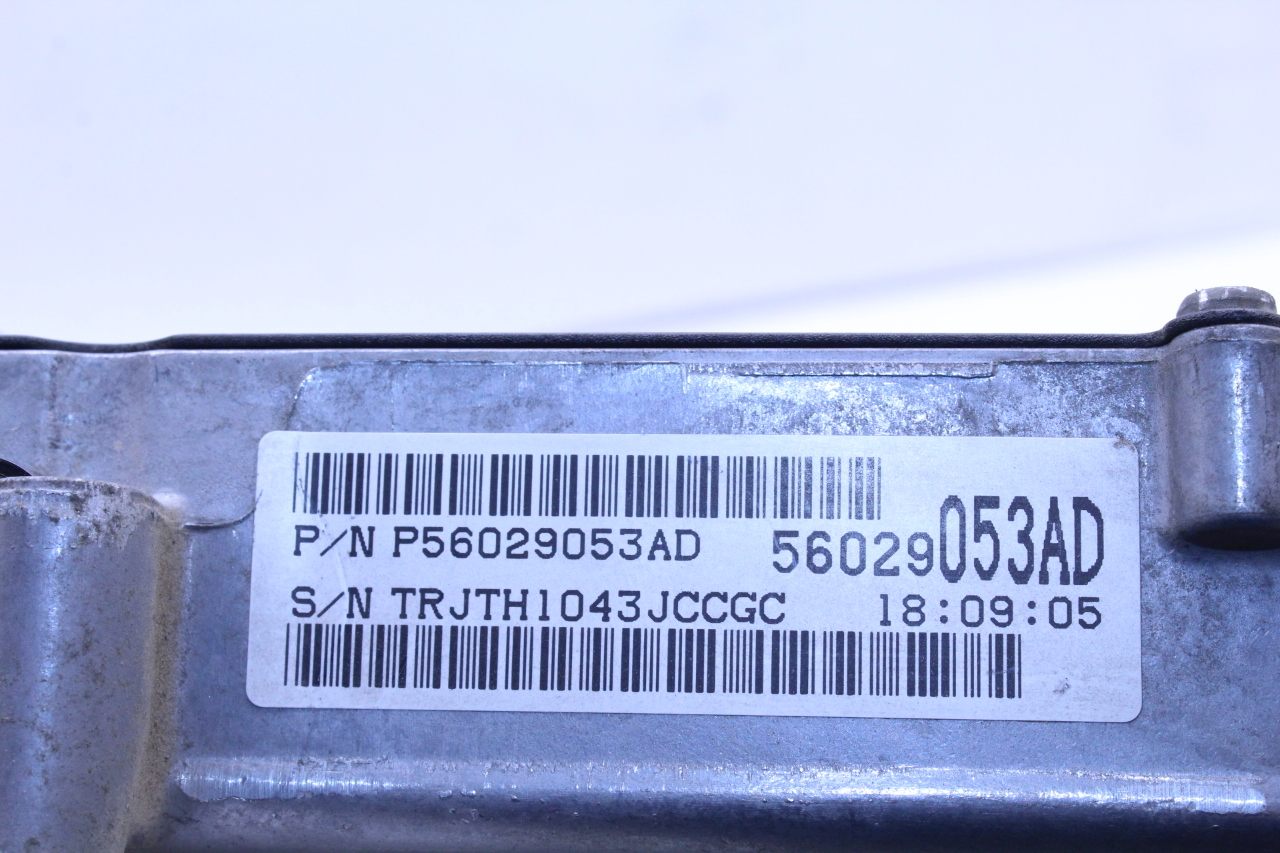 P/N P56029053AD 56029053AD
S/N TRJTH1043JCCGC 18:09:05